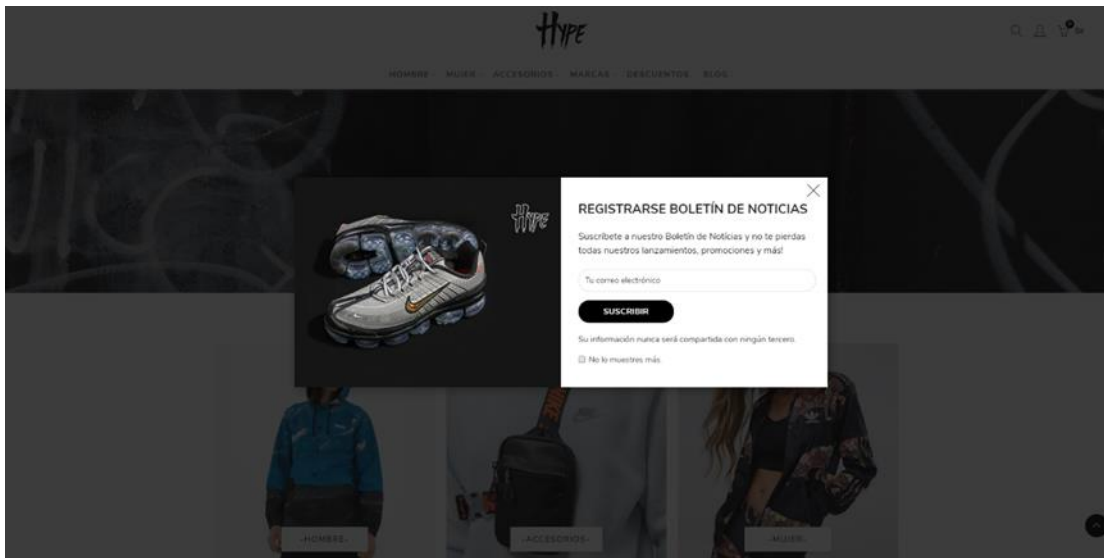 HYPE
HOMBRE MUJER ACCESORIOS MARCAS DESCUENTOS BLOG
0
HYPE
REGISTRARSE BOLETÍN DE NOTICIAS
Suscríbete a nuestro Boletín de Noticias y no te pierdas
todas nuestros lanzamientos, promociones y más!
Tu correo electrónico
SUSCRIBIR
Su información nunca será compartida con ningún tercero.
No lo muestres más
NIKE
-HOMBRE-
-ACCESORIOS-
-MUJER-